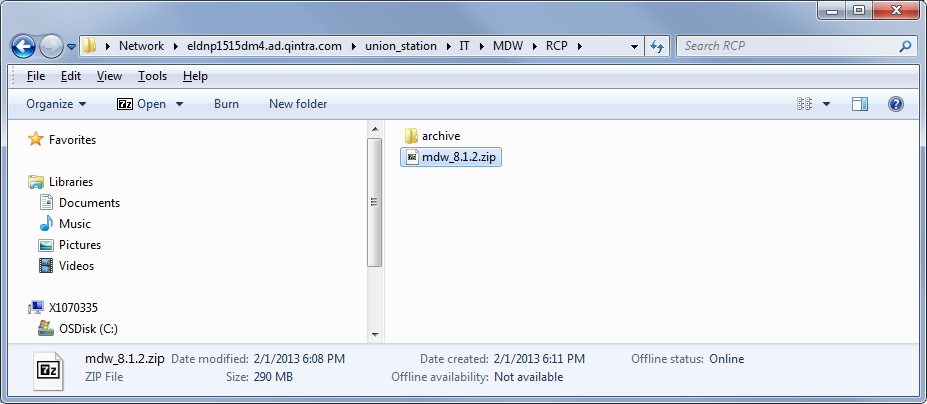 Network ▸ eldnp1515dm4.ad.qintra.com ▸ union_station ▸ IT ▸ MDW ▸ RCP ▸ Search RCP
File Edit View Tools Help
Organize 7z Open Burn New folder
Favorites
Libraries
Documents
Music
Pictures
Videos
X1070335
OSDisk (C:)
archive
mdw_8.1.2.zip
mdw_8.1.2.zip Date modified: 2/1/2013 6:08 PM Date created: 2/1/2013 6:11 PM Offline status: Online
ZIP File Size: 290 MB Offline availability: Not available